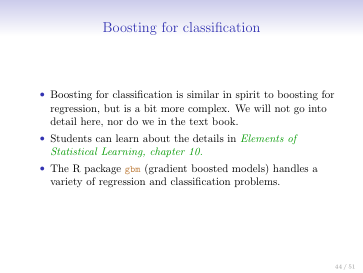 Boosting for classification
• Boosting for classification is similar in spirit to boosting for
regression, but is a bit more complex. We will not go into
detail here, nor do we in the text book.
• Students can learn about the details in Elements of
Statistical Learning, chapter 10.
• The R package gbm (gradient boosted models) handles a
variety of regression and classification problems.
44 / 51